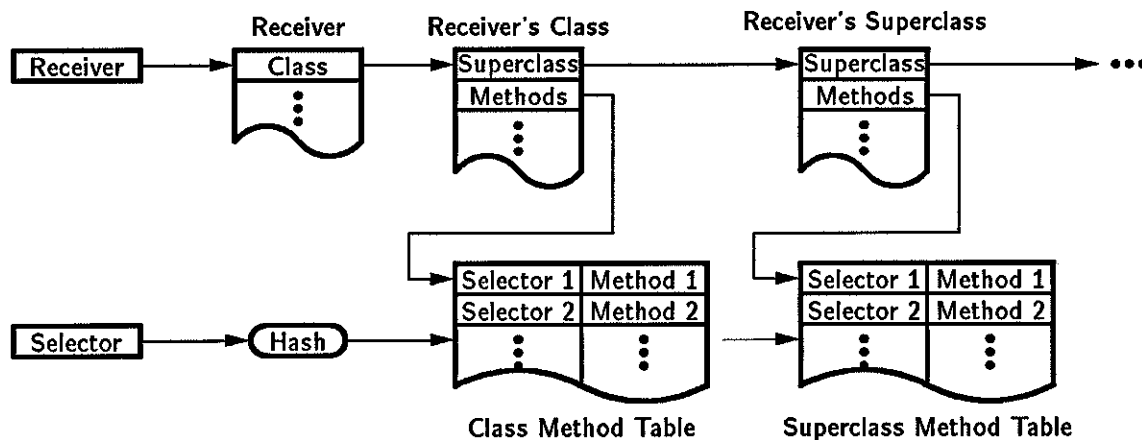 Receiver
Receiver's Class
Receiver's Superclass
Receiver
Class
Superclass
Superclass
Methods
Methods
Selector 1
Method 1
Selector 1
Method 1
Selector 2
Method 2
Selector 2
Method 2
Selector
Hash
Class Method Table
Superclass Method Table